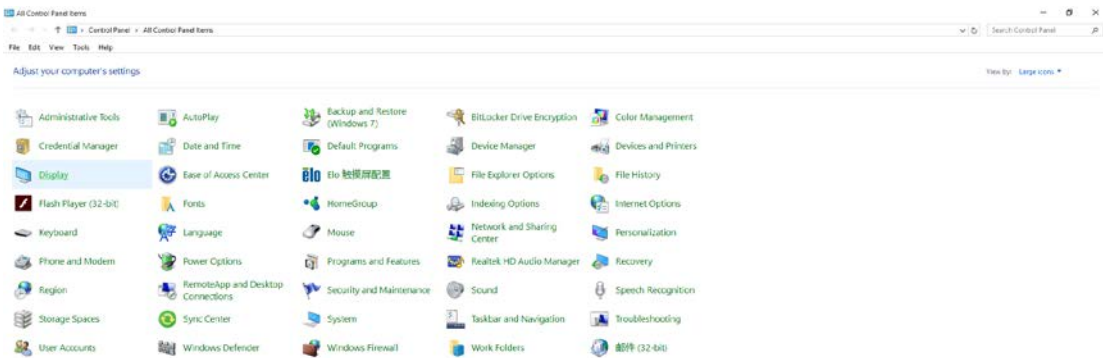 All Control Panel Items
Control Panel > All Control Panel Items
Search Control Panel
File Edit View Tools Help
Adjust your computer's settings
View by: Large icons
Administrative Tools
AutoPlay
Backup and Restore
(Windows 7)
BitLocker Drive Encryption
Color Management
Credential Manager
Date and Time
Default Programs
Device Manager
Devices and Printers
Display
Ease of Access Center
elo
Elo 触摸屏配置
File Explorer Options
File History
Flash Player (32-bit)
Fonts
HomeGroup
Indexing Options
Internet Options
Keyboard
Language
Mouse
Network and Sharing
Center
Personalization
Phone and Modem
Power Options
Programs and Features
Realtek HD Audio Manager
Recovery
Region
RemoteApp and Desktop
Connections
Security and Maintenance
Sound
Speech Recognition
Storage Spaces
Sync Center
System
Taskbar and Navigation
Troubleshooting
User Accounts
Windows Defender
Windows Firewall
Work Folders
邮件 (32-bit)